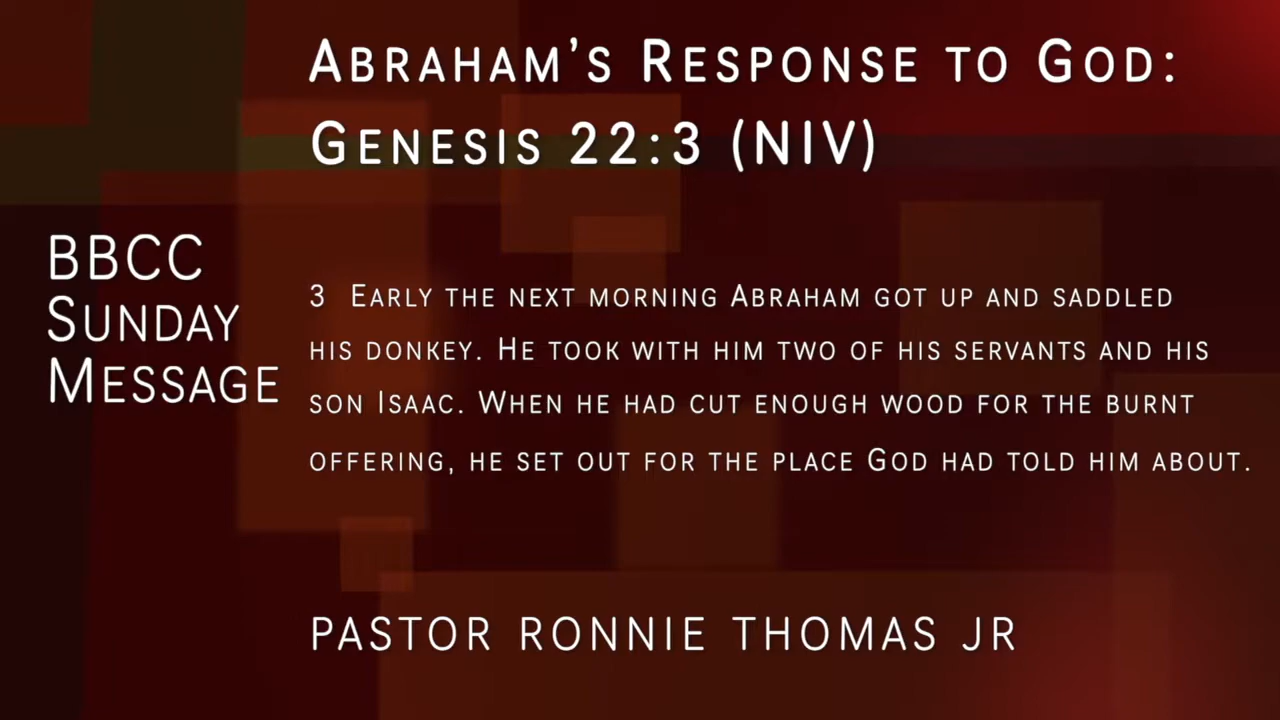 Abraham's Response to God:
Genesis 22:3 (NIV)
BBCC
Sunday
Message
3 Early the next morning Abraham got up and saddled
his donkey. He took with him two of his servants and his
son Isaac. When he had cut enough wood for the burnt
offering, he set out for the place God had told him about.
PASTOR RONNIE THOMAS JR